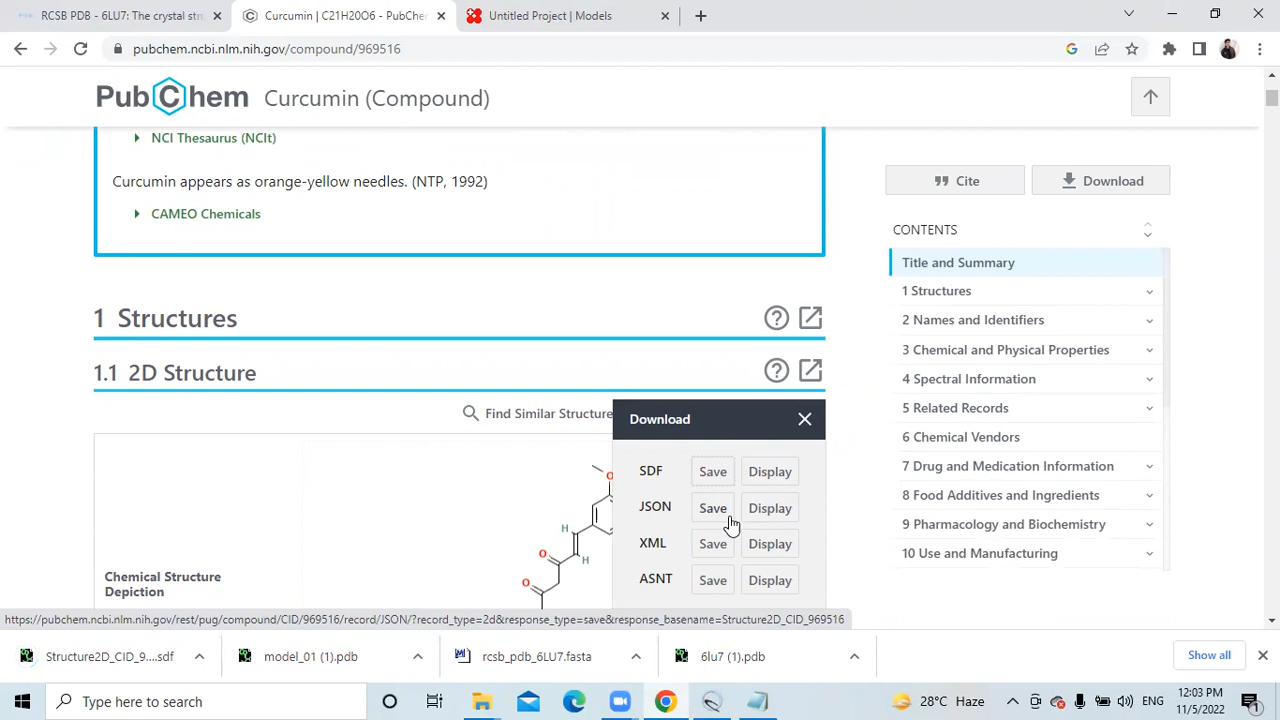 RCSB PDB - 6LU7: The crystal str
Curcumin | C21H20O6 - PubChem
Untitled Project | Models
pubchem.ncbi.nlm.nih.gov/compound/969516
PubChem
Curcumin (Compound)
NCI Thesaurus (NCIt)
Curcumin appears as orange-yellow needles. (NTP, 1992)
CAMEO Chemicals
Cite
Download
CONTENTS
Title and Summary
1 Structures
2 Names and Identifiers
3 Chemical and Physical Properties
4 Spectral Information
5 Related Records
6 Chemical Vendors
7 Drug and Medication Information
8 Food Additives and Ingredients
9 Pharmacology and Biochemistry
10 Use and Manufacturing
1 Structures
1.1 2D Structure
Find Similar Structure
Download
SDF Save Display
JSON Save Display
XML Save Display
ASNT Save Display
O
H
H
O
O
Chemical Structure
Depiction
https://pubchem.ncbi.nlm.nih.gov/rest/pug/compound/CID/969516/record/JSON/?record_type=2d&response_type=save&response_basename=Structure2D_CID_969516
Structure2D_CID_9....sdf
model_01 (1).pdb
rcsb_pdb_6LU7.fasta
6lu7 (1).pdb
Show all
Type here to search
28°C Haze
ENG
12:03 PM
11/5/2022
1